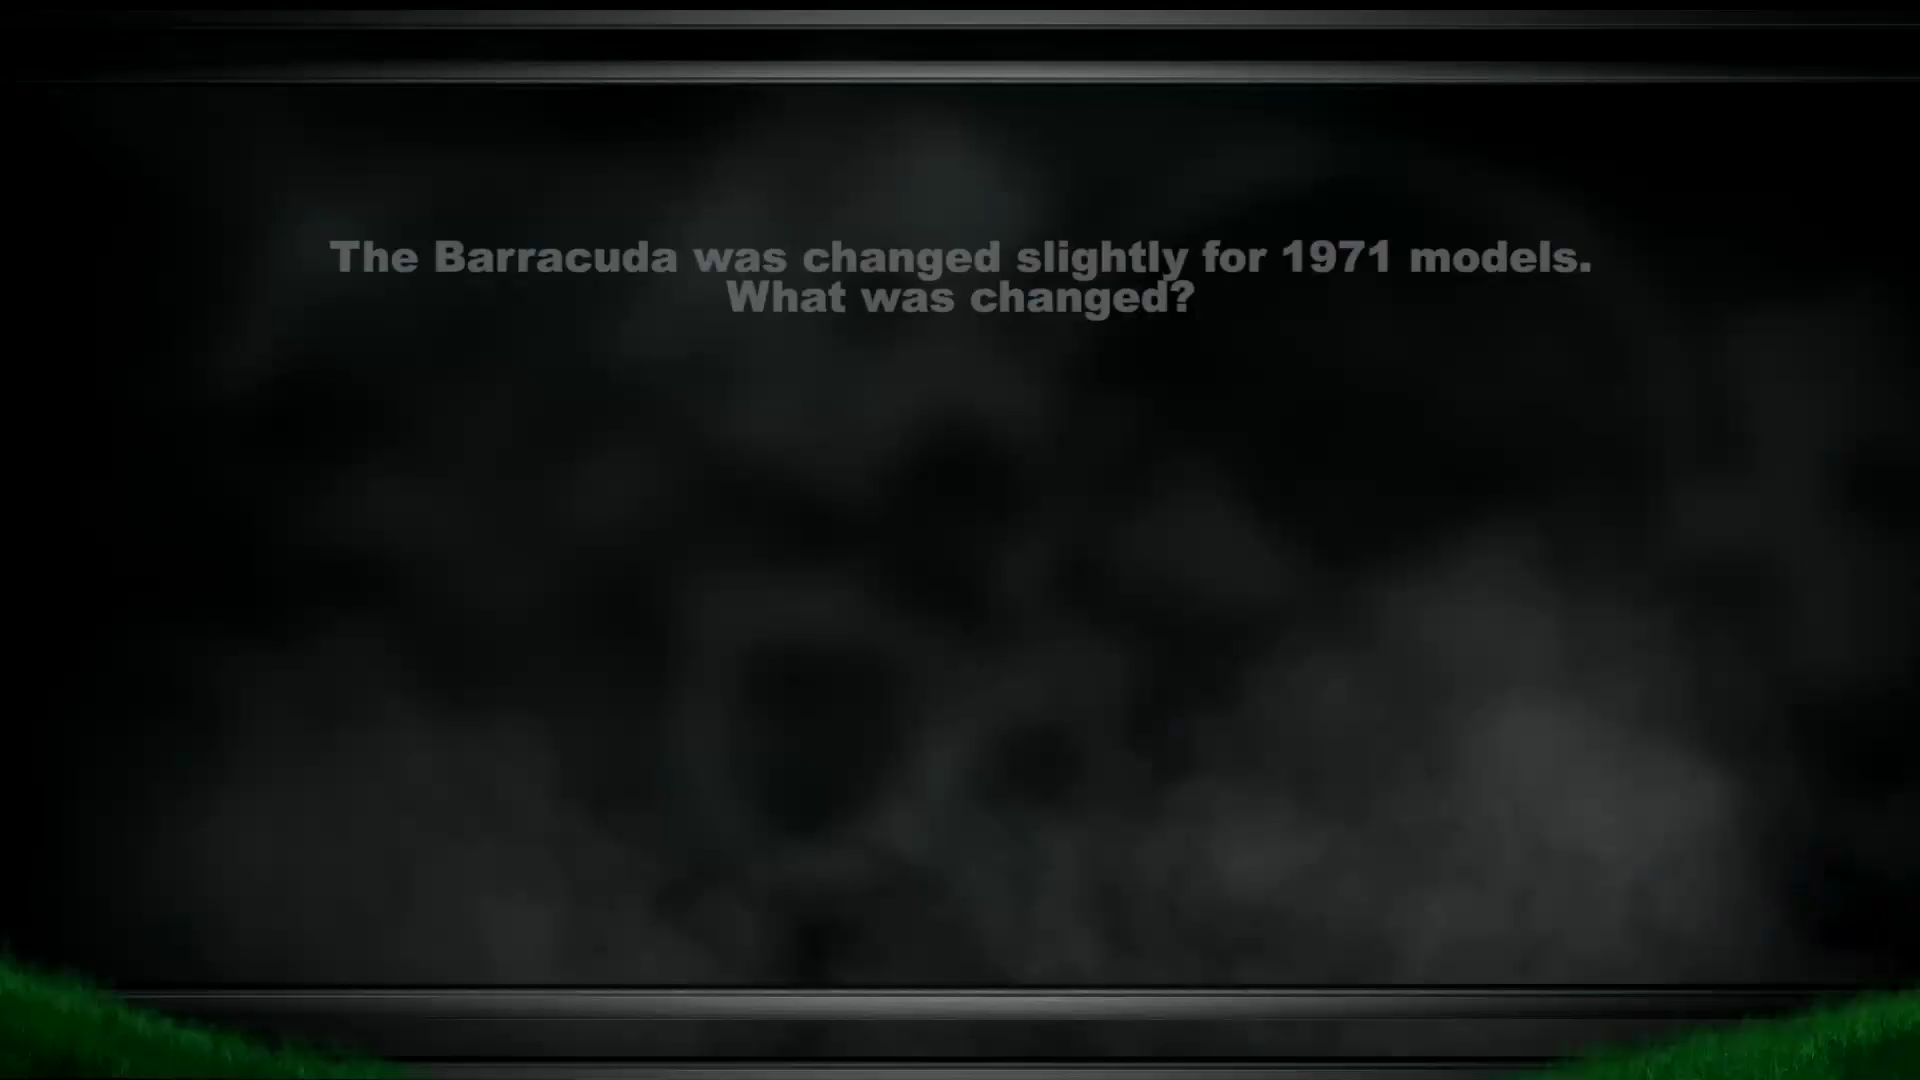 The Barracuda was changed slightly for 1971 models.
What was changed?